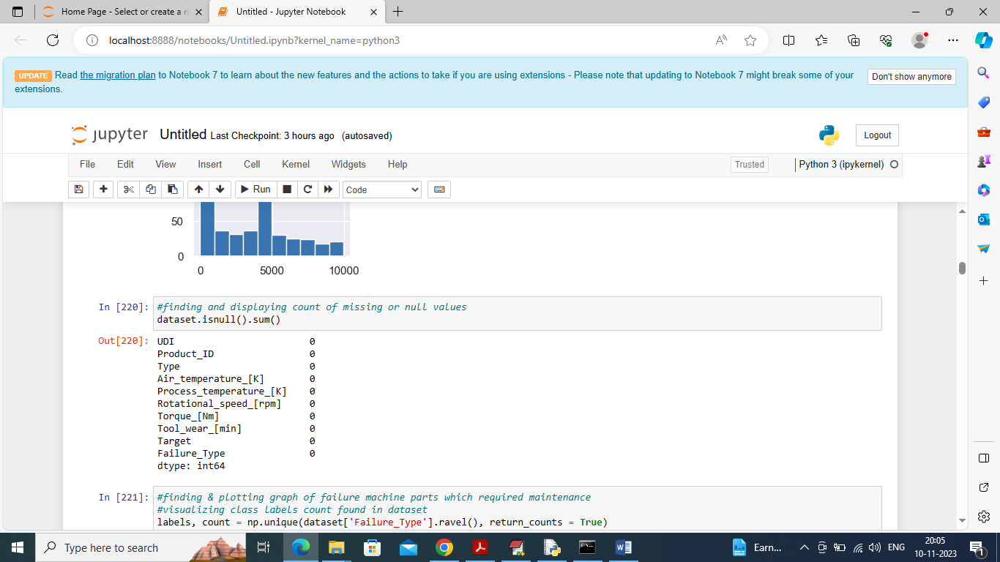 Home Page - Select or create a n
Untitled - Jupyter Notebook
localhost:8888/notebooks/Untitled.ipynb?kernel_name=python3
UPDATE Read the migration plan to Notebook 7 to learn about the new features and the actions to take if you are using extensions - Please note that updating to Notebook 7 might break some of your
extensions.
Don't show anymore
jupyter Untitled Last Checkpoint: 3 hours ago (autosaved)
Logout
File Edit View Insert Cell Kernel Widgets Help
Trusted
Python 3 (ipykernel)
Run
Code
50
0
0 5000 10000
In [220]: #finding and displaying count of missing or null values
dataset.isnull().sum()
Out[220]: UDI 0
Product_ID 0
Type 0
Air_temperature_[K] 0
Process_temperature_[K] 0
Rotational_speed_[rpm] 0
Torque_[Nm] 0
Tool_wear_[min] 0
Target 0
Failure_Type 0
dtype: int64
In [221]: #finding & plotting graph of failure machine parts which required maintenance
#visualizing class labels count found in dataset
labels, count = np.unique(dataset['Failure_Type'].ravel(), return_counts = True)
Type here to search
Earn...
ENG
20:05
10-11-2023
1